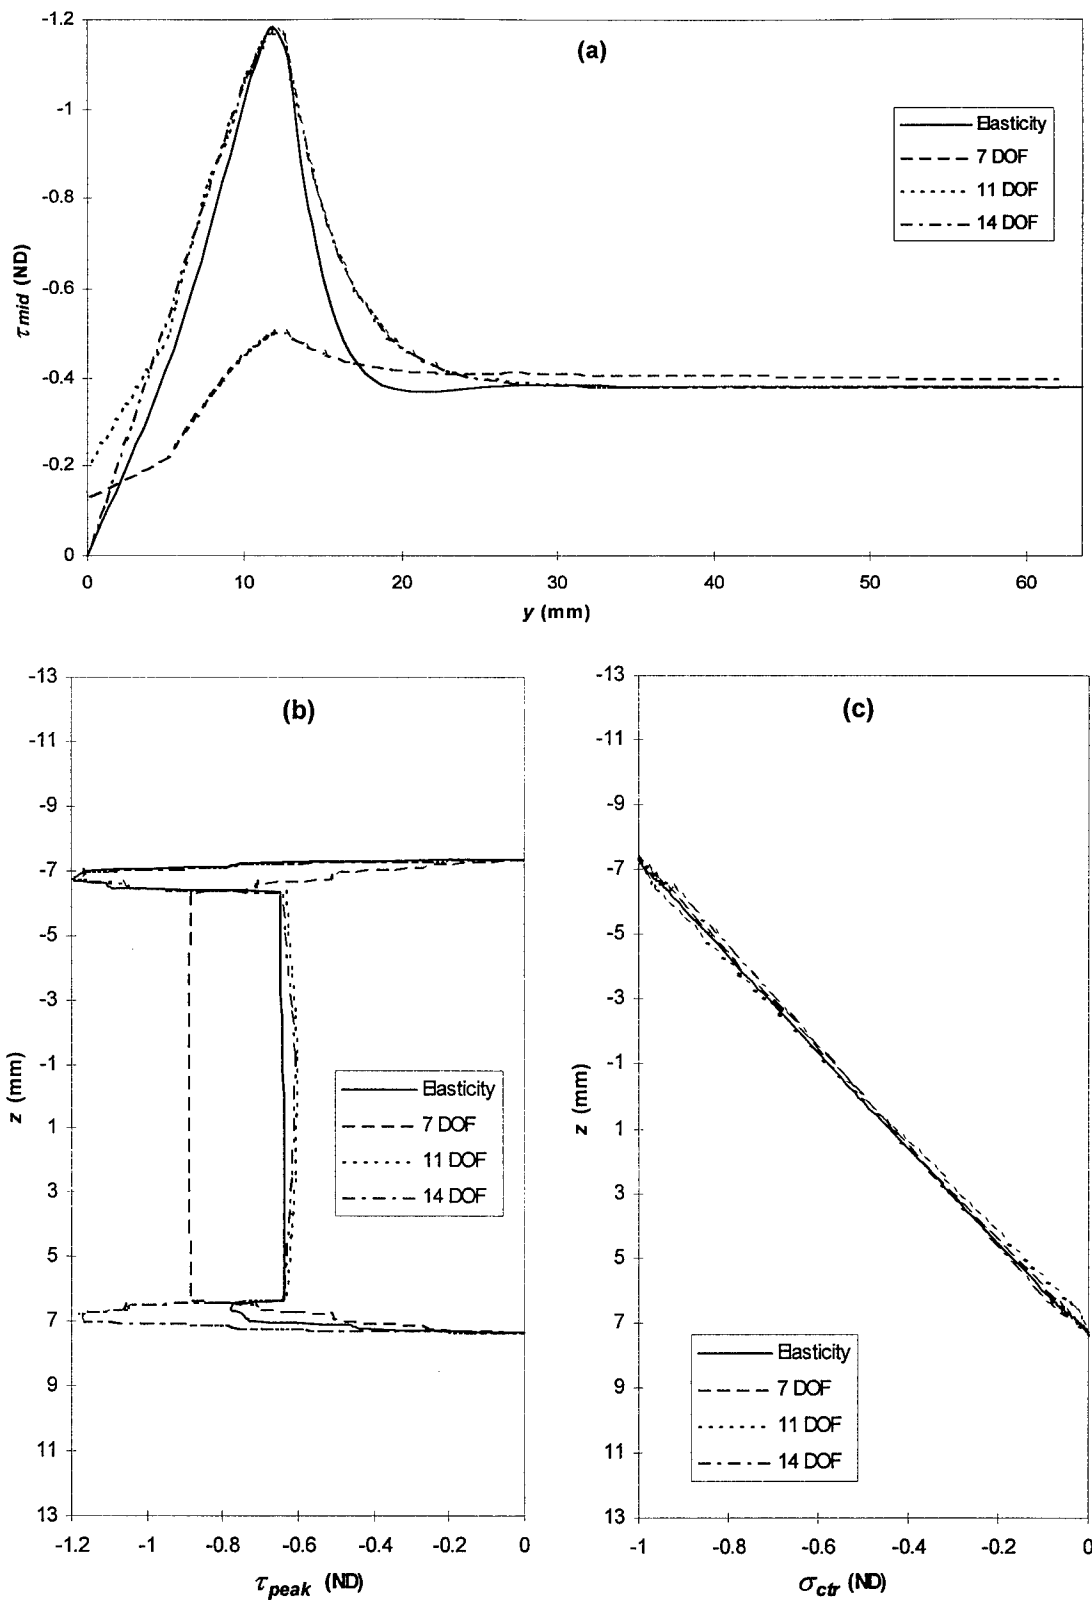 (a)
-1.2
-1
-0.8
-0.6
-0.4
-0.2
0
τmid (ND)
0 10 20 30 40 50 60
y (mm)
Elasticity
7 DOF
11 DOF
14 DOF
(b)
-13
-11
-9
-7
-5
-3
-1
1
3
5
7
9
11
13
z (mm)
Elasticity
7 DOF
11 DOF
14 DOF
-1.2 -1 -0.8 -0.6 -0.4 -0.2 0
τpeak (ND)
(c)
-13
-11
-9
-7
-5
-3
-1
1
3
5
7
9
11
13
z (mm)
Elasticity
7 DOF
11 DOF
14 DOF
-1 -0.8 -0.6 -0.4 -0.2 0
σctr (ND)